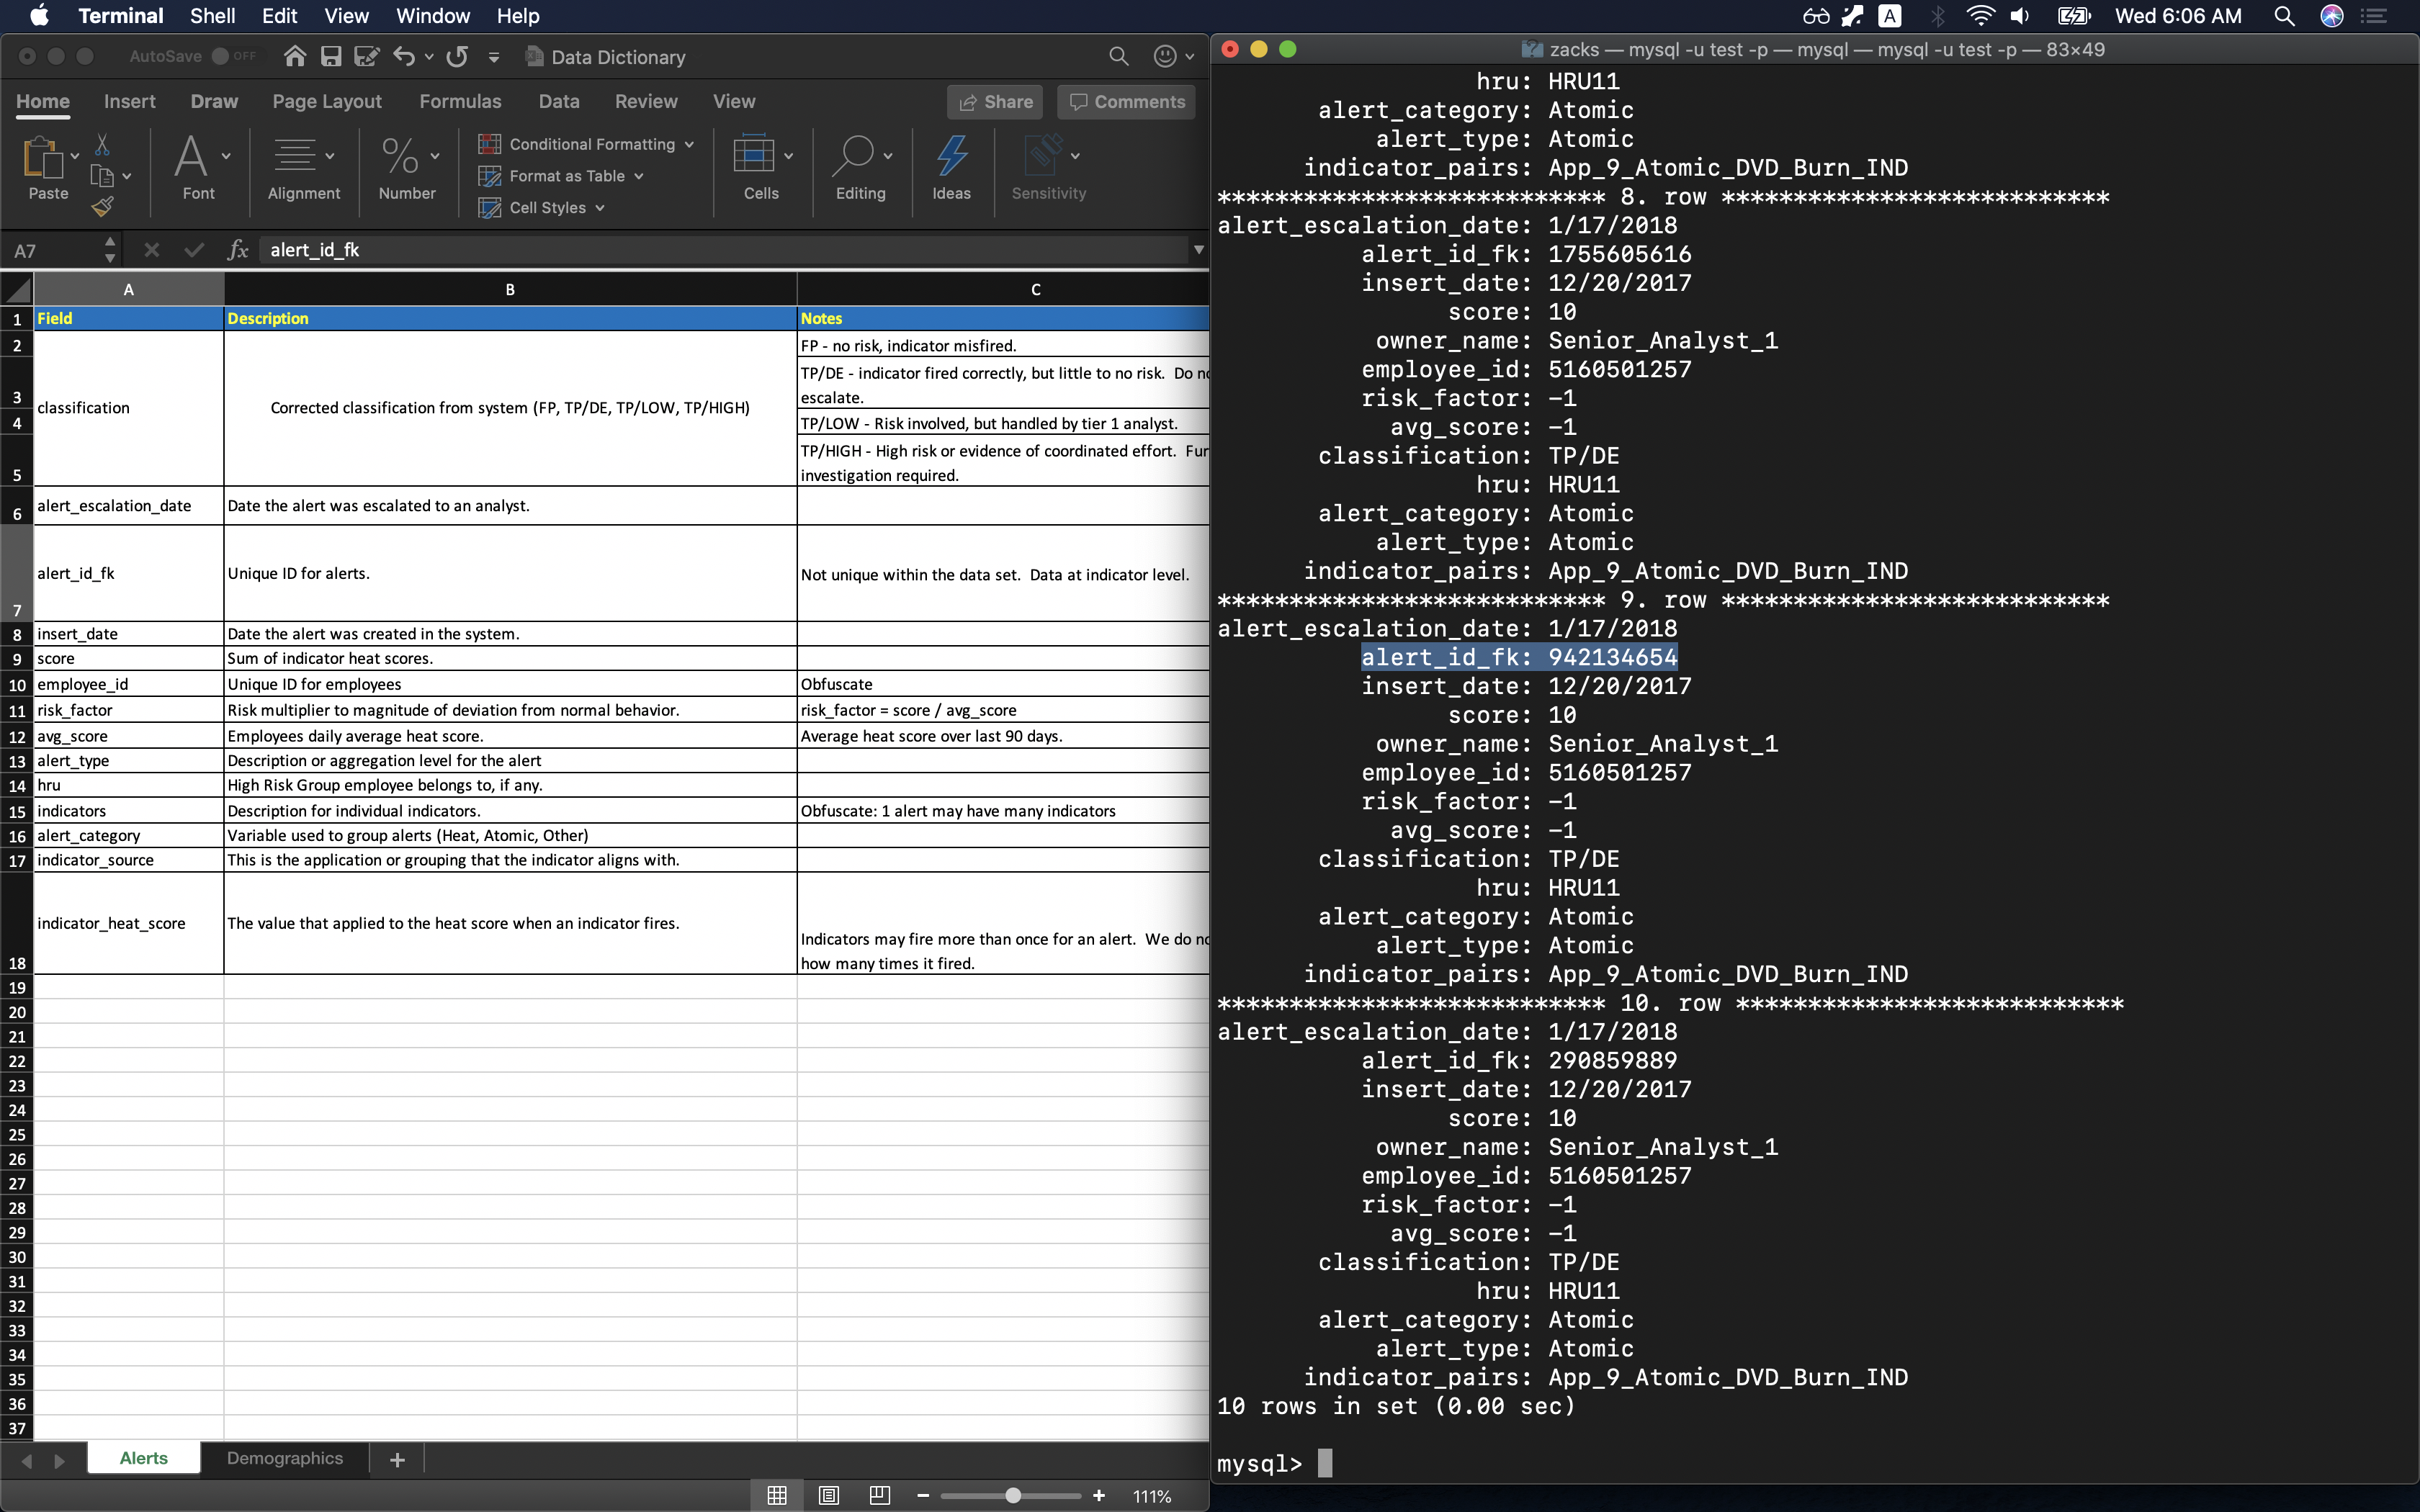 Terminal Shell Edit View Window Help
A
Wed 6:06 AM
AutoSave OFF
Data Dictionary
Home Insert Draw Page Layout Formulas Data Review View
Share Comments
Paste
Font
Alignment
%
Number
Conditional Formatting
Format as Table
Cell Styles
Cells
Editing
Ideas
Sensitivity
A7 fx alert_id_fk
A B C
1 Field Description Notes
2 FP - no risk, indicator misfired.
TP/DE - indicator fired correctly, but little to no risk. Do
3 escalate.
classification Corrected classification from system (FP, TP/DE, TP/LOW, TP/HIGH)
4 TP/LOW - Risk involved, but handled by tier 1 analyst.
TP/HIGH - High risk or evidence of coordinated effort.
5 investigation required.
6 alert_escalation_date Date the alert was escalated to an analyst.
7 alert_id_fk Unique ID for alerts. Not unique within the data set. Data at indicator level.
8 insert_date Date the alert was created in the system.
9 score Sum of indicator heat scores.
10 employee_id Unique ID for employees Obfuscate
11 risk_factor Risk multiplier to magnitude of deviation from normal behavior. risk_factor = score / avg_score
12 avg_score Employees daily average heat score. Average heat score over last 90 days.
13 alert_type Description or aggregation level for the alert
14 hru High Risk Group employee belongs to, if any.
15 indicators Description for individual indicators. Obfuscate: 1 alert may have many indicators
16 alert_category Variable used to group alerts (Heat, Atomic, Other)
17 indicator_source This is the application or grouping that the indicator aligns with.
indicator_heat_score The value that applied to the heat score when an indicator fires.
Indicators may fire more than once for an alert. We do
18 how many times it fired.
19
20
21
22
23
24
25
26
27
28
29
30
31
32
33
34
35
36
37
Alerts Demographics +
− + 111%
zacks — mysql -u test -p — mysql — mysql -u test -p — 83×49
hru: HRU11
alert_category: Atomic
alert_type: Atomic
indicator_pairs: App_9_Atomic_DVD_Burn_IND
*************************** 8. row ***************************
alert_escalation_date: 1/17/2018
alert_id_fk: 1755605616
insert_date: 12/20/2017
score: 10
owner_name: Senior_Analyst_1
employee_id: 5160501257
risk_factor: -1
avg_score: -1
classification: TP/DE
hru: HRU11
alert_category: Atomic
alert_type: Atomic
indicator_pairs: App_9_Atomic_DVD_Burn_IND
*************************** 9. row ***************************
alert_escalation_date: 1/17/2018
alert_id_fk: 942134654
insert_date: 12/20/2017
score: 10
owner_name: Senior_Analyst_1
employee_id: 5160501257
risk_factor: -1
avg_score: -1
classification: TP/DE
hru: HRU11
alert_category: Atomic
alert_type: Atomic
indicator_pairs: App_9_Atomic_DVD_Burn_IND
*************************** 10. row ***************************
alert_escalation_date: 1/17/2018
alert_id_fk: 290859889
insert_date: 12/20/2017
score: 10
owner_name: Senior_Analyst_1
employee_id: 5160501257
risk_factor: -1
avg_score: -1
classification: TP/DE
hru: HRU11
alert_category: Atomic
alert_type: Atomic
indicator_pairs: App_9_Atomic_DVD_Burn_IND
10 rows in set (0.00 sec)
mysql>